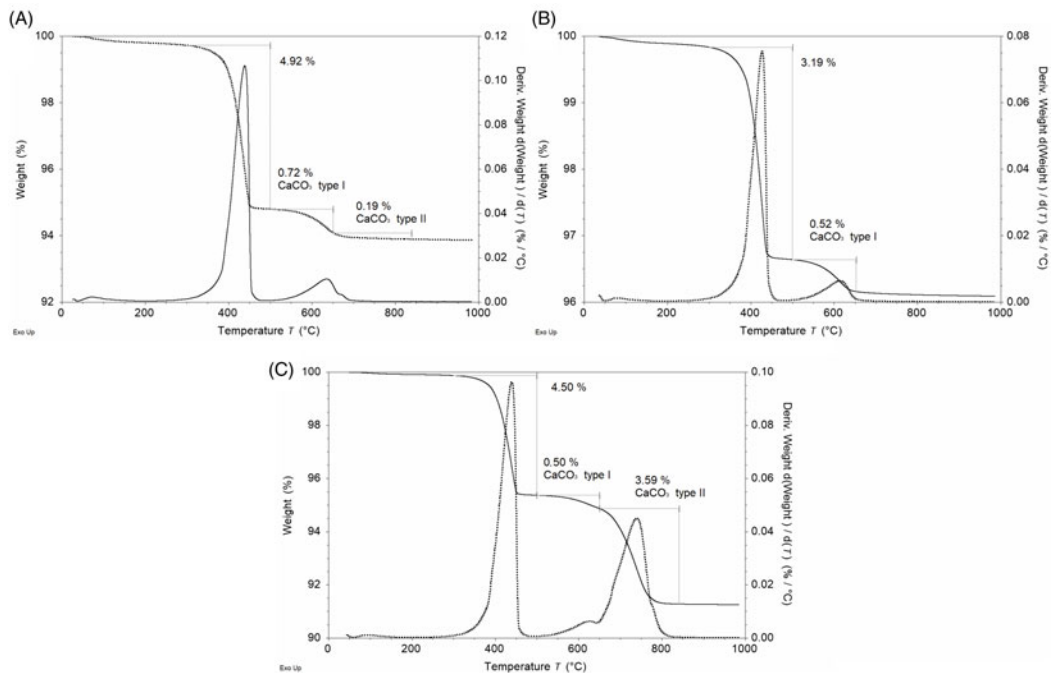 (A)
100
98
96
94
92
Weight (%)
0.12
0.10
0.08
0.06
0.04
0.02
0.00
Deriv. Weight d(Weight) / d(T) (% / °C)
4.92 %
0.72 %
CaCO₃ type I
0.19 %
CaCO₃ type II
0 200 400 600 800 1000
Exo Up
Temperature T (°C)
(B)
100
99
98
97
96
Weight (%)
0.08
0.06
0.04
0.02
0.00
Deriv. Weight d(Weight) / d(T) (% / °C)
3.19 %
0.52 %
CaCO₃ type I
0 200 400 600 800 1000
Exo Up
Temperature T (°C)
(C)
100
98
96
94
92
90
Weight (%)
0.10
0.08
0.06
0.04
0.02
0.00
Deriv. Weight d(Weight) / d(T) (% / °C)
4.50 %
0.50 %
CaCO₃ type I
3.59 %
CaCO₃ type II
0 200 400 600 800 1000
Exo Up
Temperature T (°C)